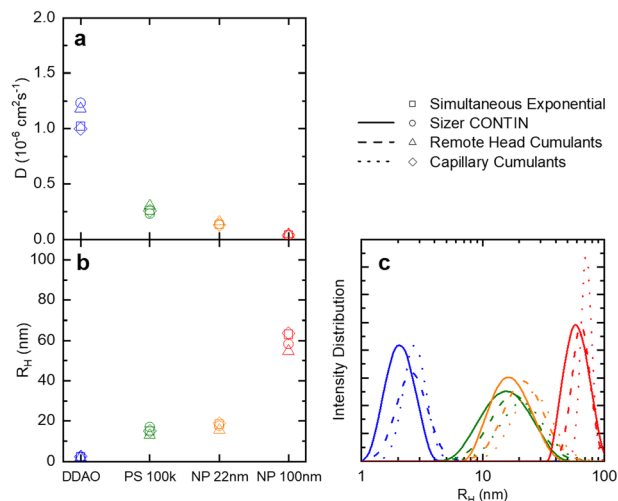 a
2.0
1.5
1.0
0.5
0.0
D (10⁻⁶ cm²s⁻¹)
Simultaneous Exponential
Sizer CONTIN
Remote Head Cumulants
Capillary Cumulants
b
100
80
60
40
20
0
R_H (nm)
DDAO PS 100k NP 22nm NP 100nm
c
Intensity Distribution
1 10 100
R_H (nm)